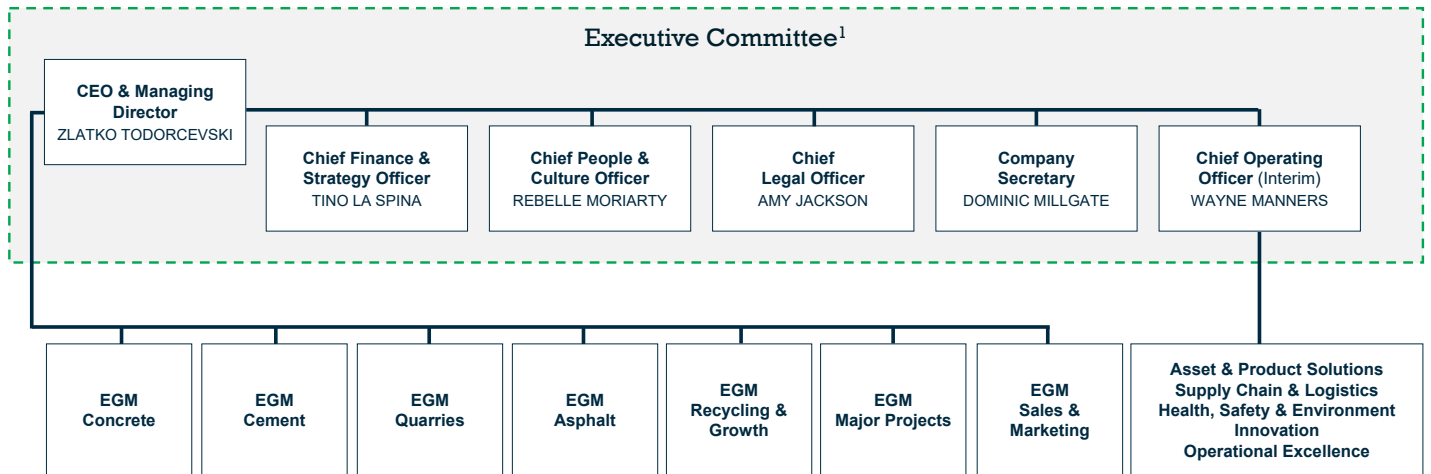 Executive Committee¹
CEO & Managing
Director
ZLATKO TODORCEVSKI
Chief Finance &
Strategy Officer
TINO LA SPINA
Chief People &
Culture Officer
REBELLE MORIARTY
Chief
Legal Officer
AMY JACKSON
Company
Secretary
DOMINIC MILLGATE
Chief Operating
Officer (Interim)
WAYNE MANNERS
EGM
Concrete
EGM
Cement
EGM
Quarries
EGM
Asphalt
EGM
Recycling &
Growth
EGM
Major Projects
EGM
Sales &
Marketing
Asset & Product Solutions
Supply Chain & Logistics
Health, Safety & Environment
Innovation
Operational Excellence